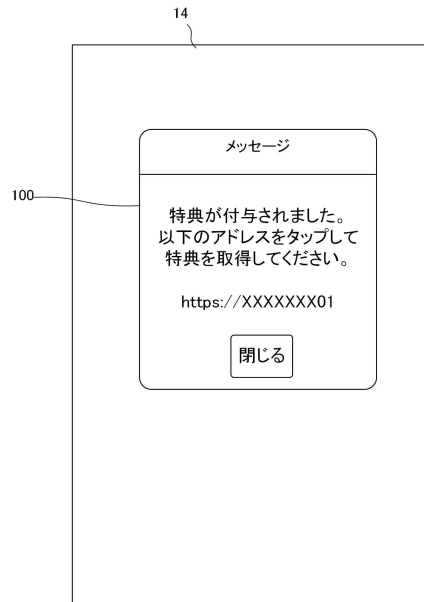 14
メッセージ
100
特典が付与されました。
以下のアドレスをタップして
特典を取得してください。
https://XXXXXXX01
閉じる